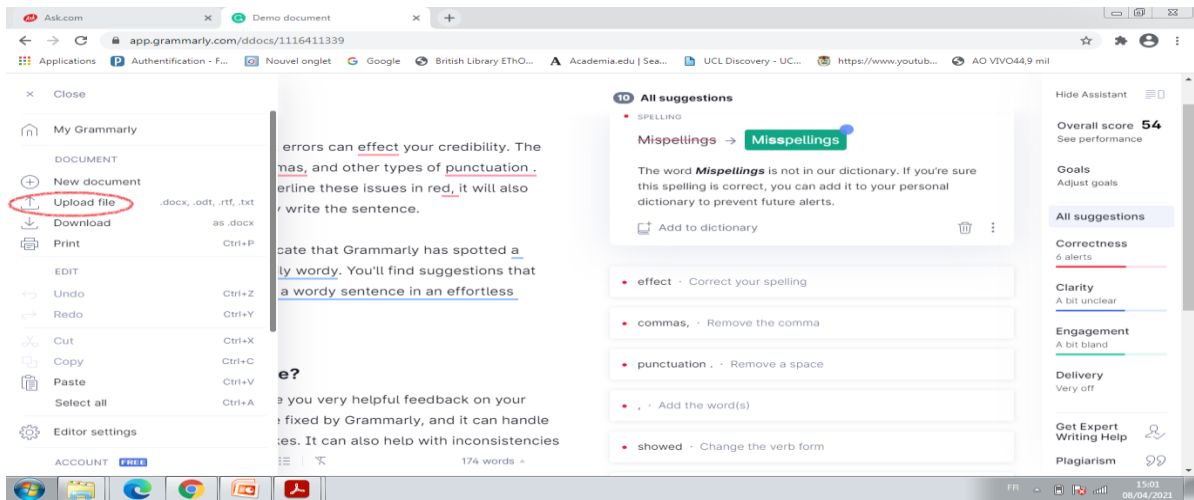 Ask.com
Demo document
app.grammarly.com/ddocs/1116411339
Applications
Authentification - F...
Nouvel onglet
Google
British Library EThO...
Academia.edu | Sea...
UCL Discovery - UC...
https://www.youtub...
AO VIVO44,9 mil
Close
My Grammarly
DOCUMENT
New document
Upload file .docx, .odt, .rtf, .txt
Download as .docx
Print Ctrl+P
EDIT
Undo Ctrl+Z
Redo Ctrl+Y
Cut Ctrl+X
Copy Ctrl+C
Paste Ctrl+V
Select all Ctrl+A
Editor settings
ACCOUNT FREE
errors can effect your credibility. The
mas, and other types of punctuation .
erline these issues in red, it will also
write the sentence.
cate that Grammarly has spotted a
ly wordy. You'll find suggestions that
a wordy sentence in an effortless
e?
you very helpful feedback on your
fixed by Grammarly, and it can handle
es. It can also help with inconsistencies
174 words
10 All suggestions
SPELLING
Mispellings → Misspellings
The word Mispellings is not in our dictionary. If you're sure
this spelling is correct, you can add it to your personal
dictionary to prevent future alerts.
Add to dictionary
effect · Correct your spelling
commas, · Remove the comma
punctuation . · Remove a space
, · Add the word(s)
showed · Change the verb form
Hide Assistant
Overall score 54
See performance
Goals
Adjust goals
All suggestions
Correctness
6 alerts
Clarity
A bit unclear
Engagement
A bit bland
Delivery
Very off
Get Expert
Writing Help
Plagiarism
FR
15:01
08/04/2021